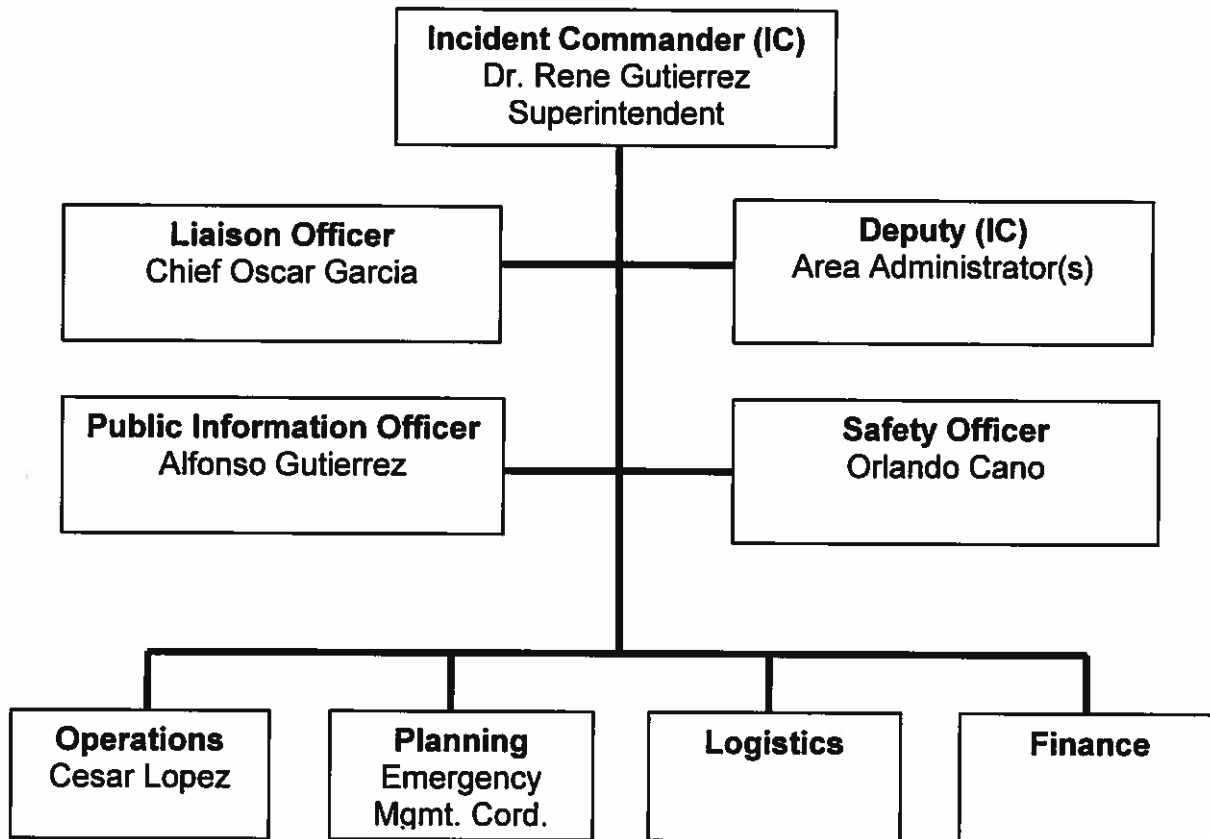 Incident Commander (IC)
Dr. Rene Gutierrez
Superintendent
Liaison Officer
Chief Oscar Garcia
Deputy (IC)
Area Administrator(s)
Public Information Officer
Alfonso Gutierrez
Safety Officer
Orlando Cano
Operations
Cesar Lopez
Planning
Emergency
Mgmt. Cord.
Logistics
Finance